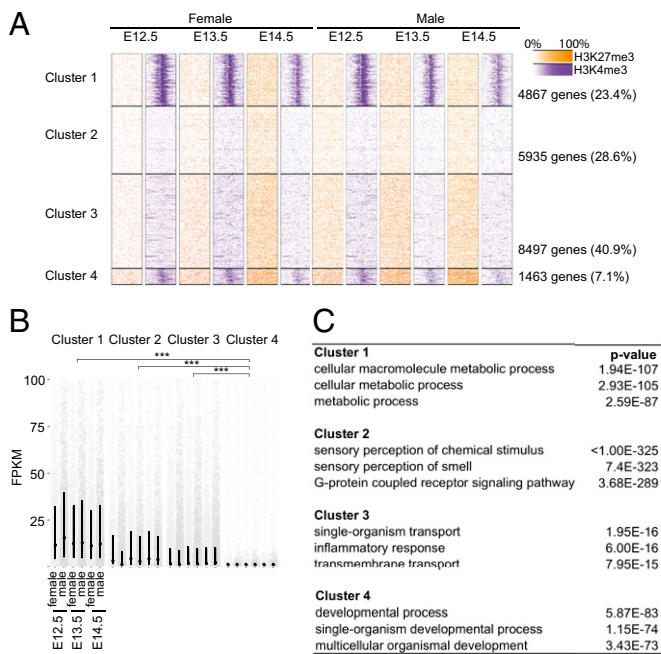 A
Female Male
E12.5 E13.5 E14.5 E12.5 E13.5 E14.5
0% 100%
H3K27me3
H3K4me3
Cluster 1
4867 genes (23.4%)
Cluster 2
5935 genes (28.6%)
Cluster 3
8497 genes (40.9%)
Cluster 4
1463 genes (7.1%)
B
Cluster 1 Cluster 2 Cluster 3 Cluster 4
***
***
***
100
75
50
25
FPKM
female male female male female male
E12.5 E13.5 E14.5
C
Cluster 1 p-value
cellular macromolecule metabolic process 1.94E-107
cellular metabolic process 2.93E-105
metabolic process 2.59E-87
Cluster 2
sensory perception of chemical stimulus <1.00E-325
sensory perception of smell 7.4E-323
G-protein coupled receptor signaling pathway 3.68E-289
Cluster 3
single-organism transport 1.95E-16
inflammatory response 6.00E-16
transmembrane transport 7.95E-15
Cluster 4
developmental process 5.87E-83
single-organism developmental process 1.15E-74
multicellular organismal development 3.43E-73